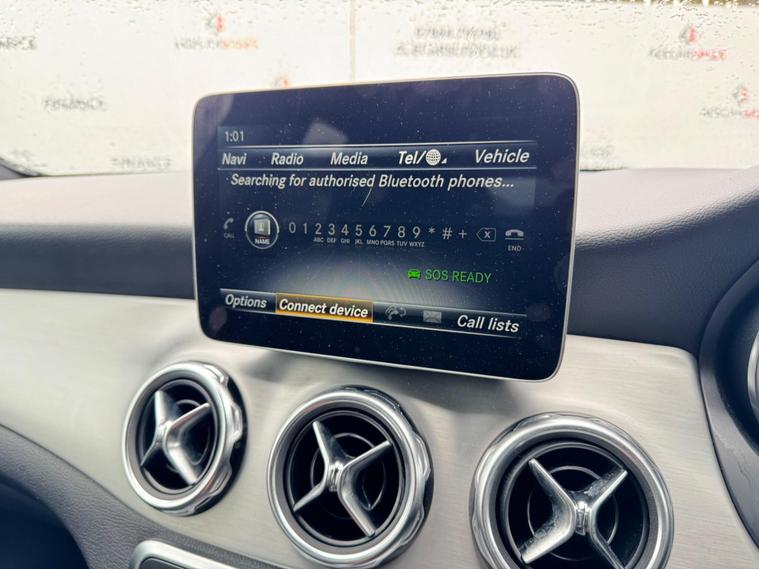 1:01
Navi Radio Media Tel/ Vehicle
Searching for authorised Bluetooth phones...
0 1 2 3 4 5 6 7 8 9 * # +
ABC DEF GHI JKL MNO PQRS TUV WXYZ
CALL
NAME
END
SOS READY
Options Connect device Call lists
FINANCE